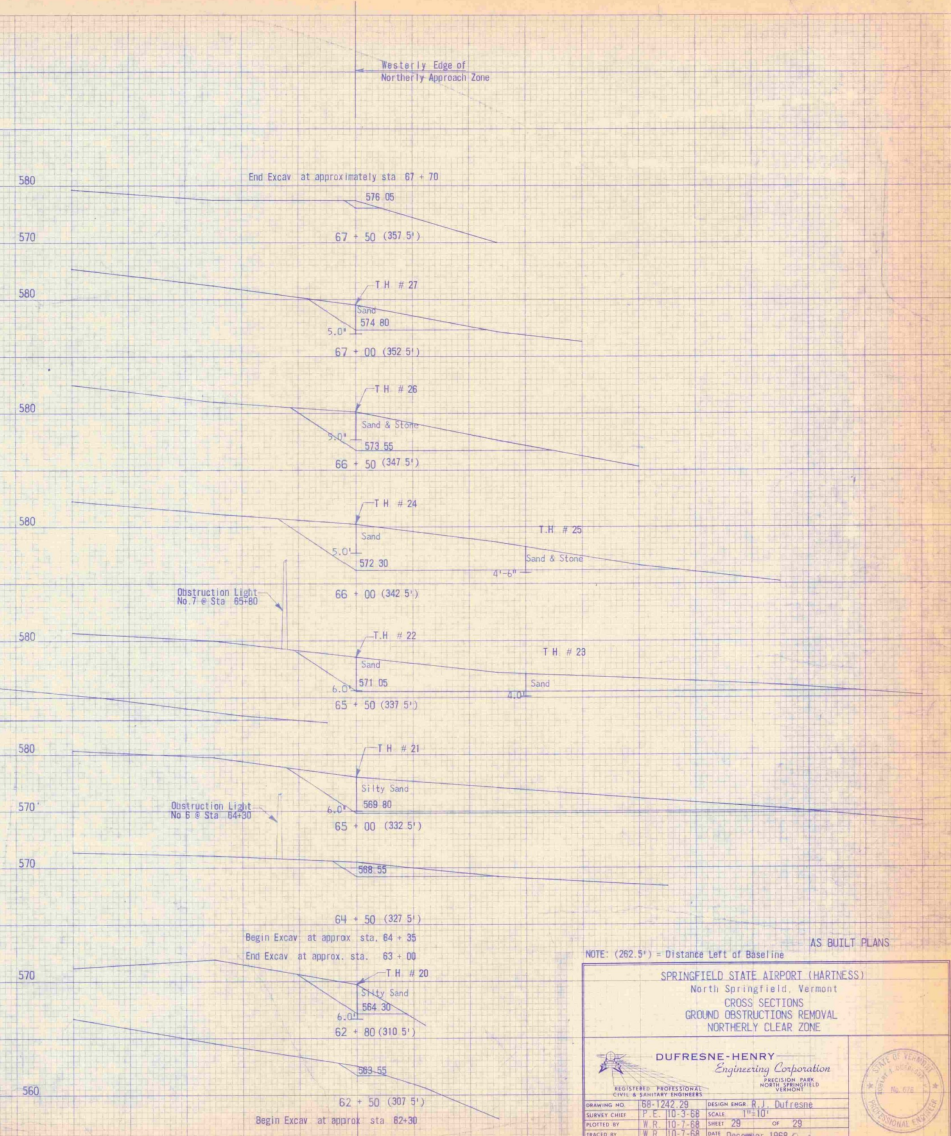 Westerly Edge of
Northerly Approach Zone
End Excav at approximately sta 67 + 70
580
576 05
67 + 50 (357 5')
570
580
T H # 27
Sand
574 80
5.0"
67 + 00 (352 5')
580
T H # 26
Sand & Stone
5.0"
573 55
66 + 50 (347 5')
580
T H # 24
Sand
5.0'
572 30
T.H # 25
Sand & Stone
4'-6"
66 + 00 (342 5')
Obstruction Light
No.7 @ Sta 65+80
580
T.H # 22
Sand
571 05
6.0'
T H # 23
Sand
4.0'
65 + 50 (337 5')
580
T H # 21
Silty Sand
569 80
6.0'
570
65 + 00 (332 5')
Obstruction Light
No 6 @ Sta 64+30
570
568 55
64 + 50 (327 5')
Begin Excav at approx sta. 64 + 35
End Excav at approx. sta. 63 + 00
570
T H # 20
Silty Sand
564 30
6.0'
62 + 80 (310 5')
563 55
560
62 + 50 (307 5')
Begin Excav at approx sta 62+30
AS BUILT PLANS
NOTE: (262.5') = Distance Left of Baseline
SPRINGFIELD STATE AIRPORT (HARTNESS)
North Springfield, Vermont
CROSS SECTIONS
GROUND OBSTRUCTIONS REMOVAL
NORTHERLY CLEAR ZONE
DUFRESNE-HENRY
Engineering Corporation
PRECISION PARK
NORTH SPRINGFIELD
VERMONT
REGISTERED PROFESSIONAL
CIVIL & SANITARY ENGINEERS
DRAWING NO. 68-1242 29 DESIGN ENGR. R.J. Dufresne
SURVEY CHIEF P.E. 10-3-68 SCALE 1"=10'
PLOTTED BY W.R. 10-7-68 SHEET 29 OF 29
TRACED BY W.R. 10-7-68 DATE December 1968